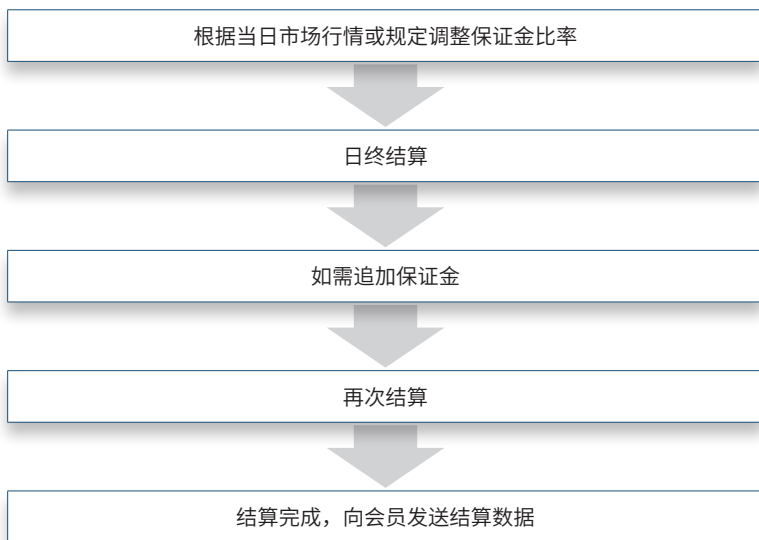 根据当日市场行情或规定调整保证金比率
日终结算
如需追加保证金
再次结算
结算完成，向会员发送结算数据